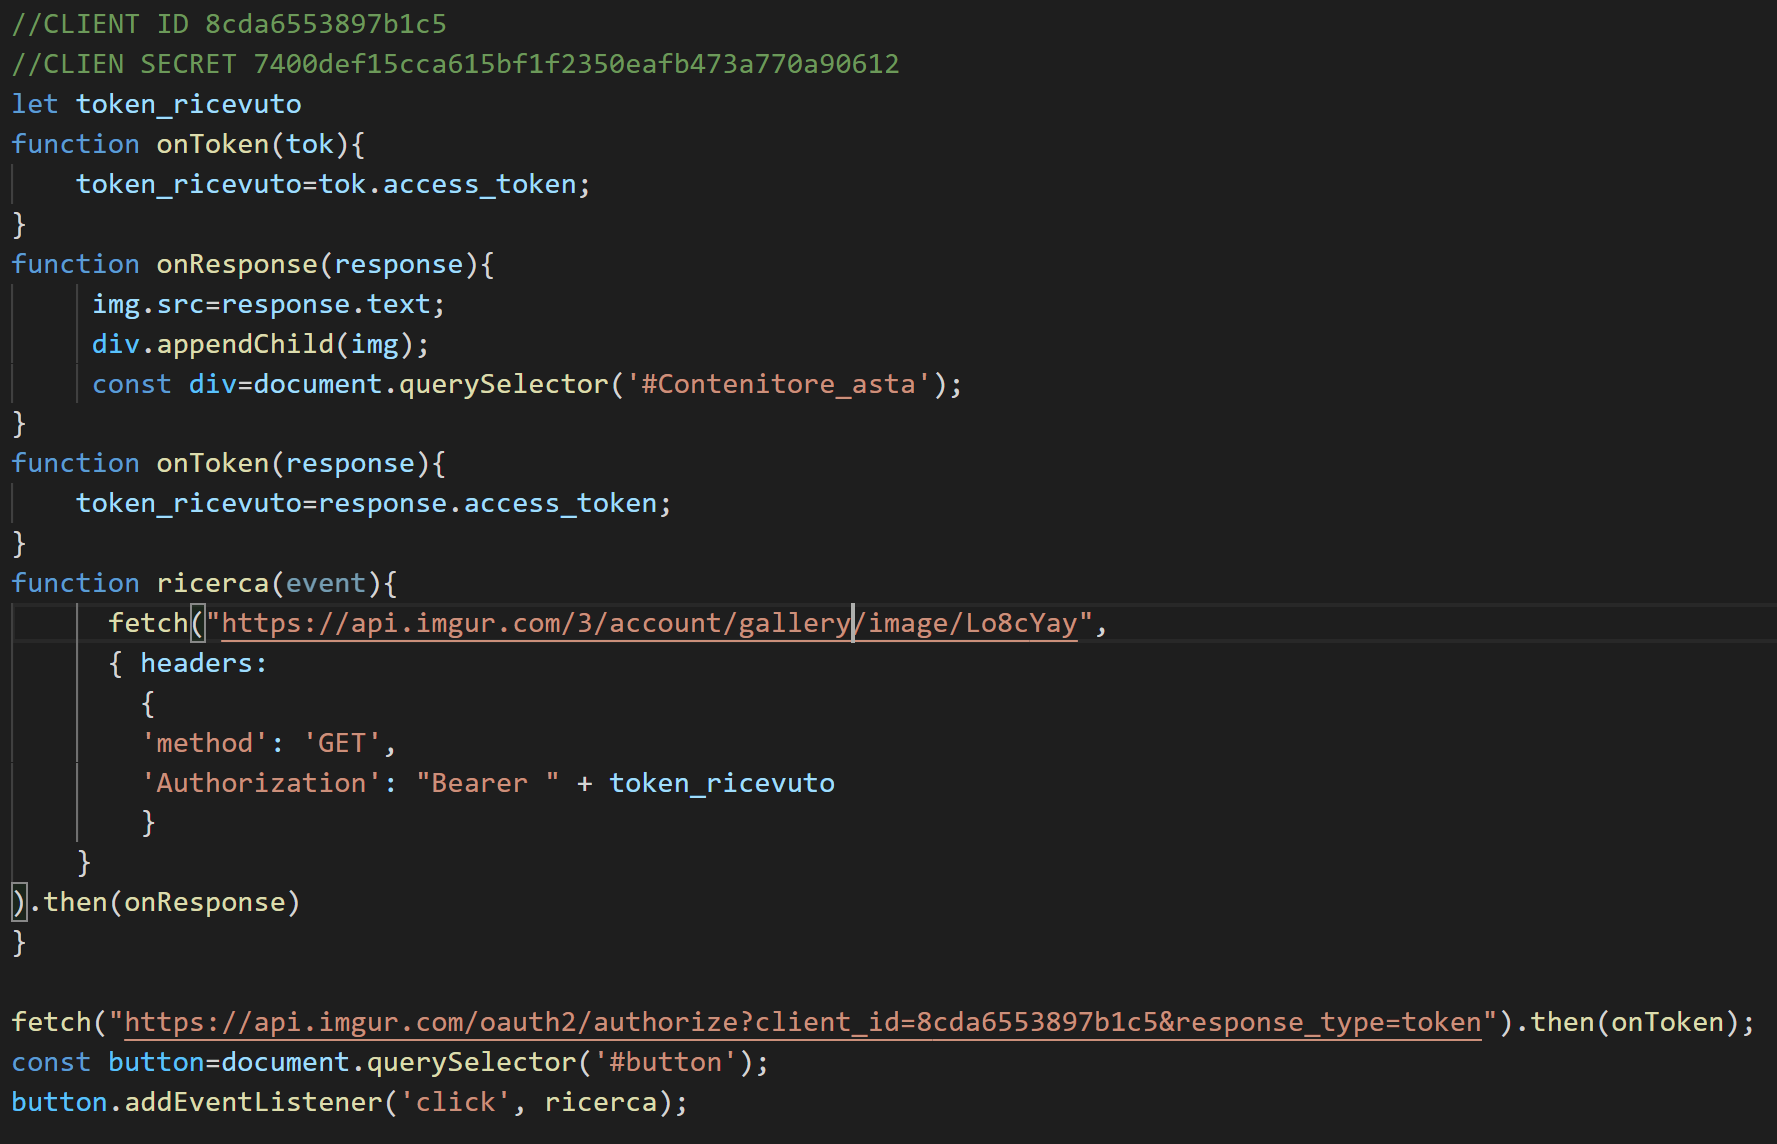 //CLIENT ID 8cda6553897b1c5
//CLIEN SECRET 7400def15cca615bf1f2350eafb473a770a90612
let token_ricevuto
function onToken(tok){
    token_ricevuto=tok.access_token;
}
function onResponse(response){
     img.src=response.text;
     div.appendChild(img);
     const div=document.querySelector('#Contenitore_asta');
}
function onToken(response){
    token_ricevuto=response.access_token;
}
function ricerca(event){
      fetch("https://api.imgur.com/3/account/gallery/image/Lo8cYay",
      { headers:
        {
        'method': 'GET',
        'Authorization': "Bearer " + token_ricevuto
        }
    }
).then(onResponse)
}

fetch("https://api.imgur.com/oauth2/authorize?client_id=8cda6553897b1c5&response_type=token").then(onToken);
const button=document.querySelector('#button');
button.addEventListener('click', ricerca);